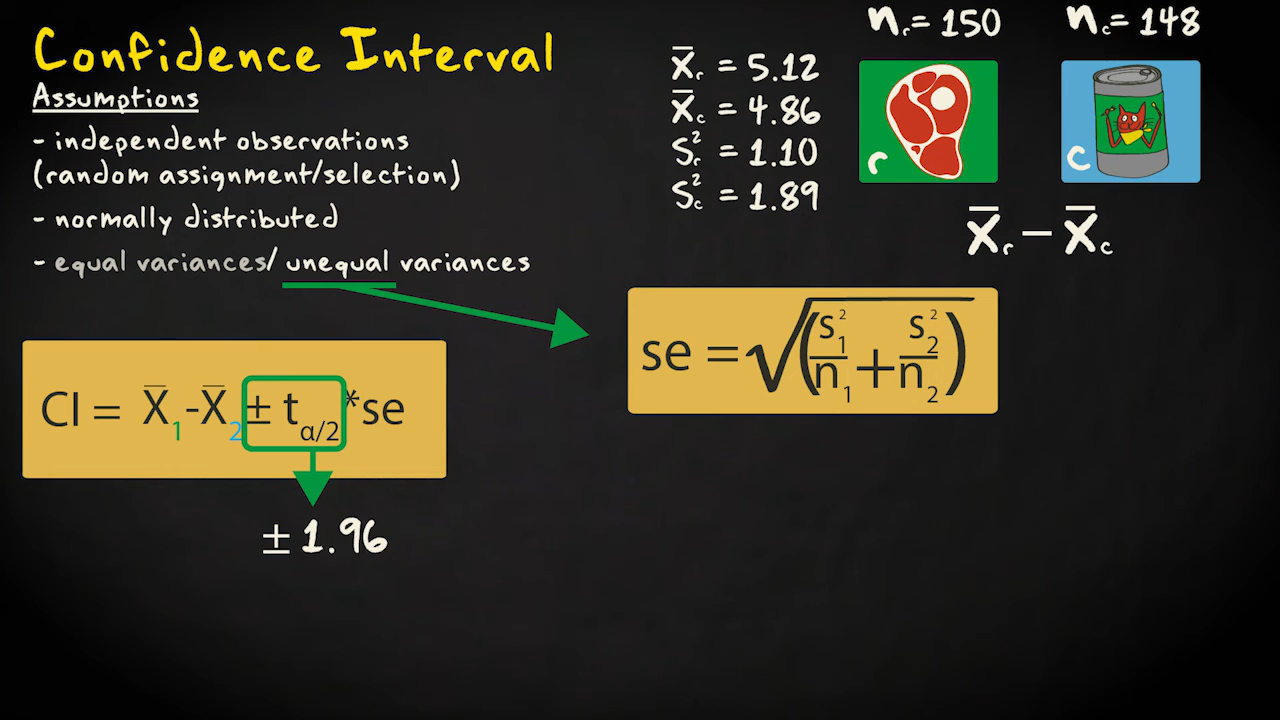 Confidence Interval
Assumptions
- independent observations
(random assignment/selection)
- normally distributed
- equal variances/ unequal variances
CI = X̅₁-X̅₂ ± t_α/2 *se
± 1.96
X̅r = 5.12
X̅c = 4.86
S²r = 1.10
S²c = 1.89
nr = 150
nc = 148
r
c
X̅r – X̅c
se = √(s²₁/n₁ + s²₂/n₂)